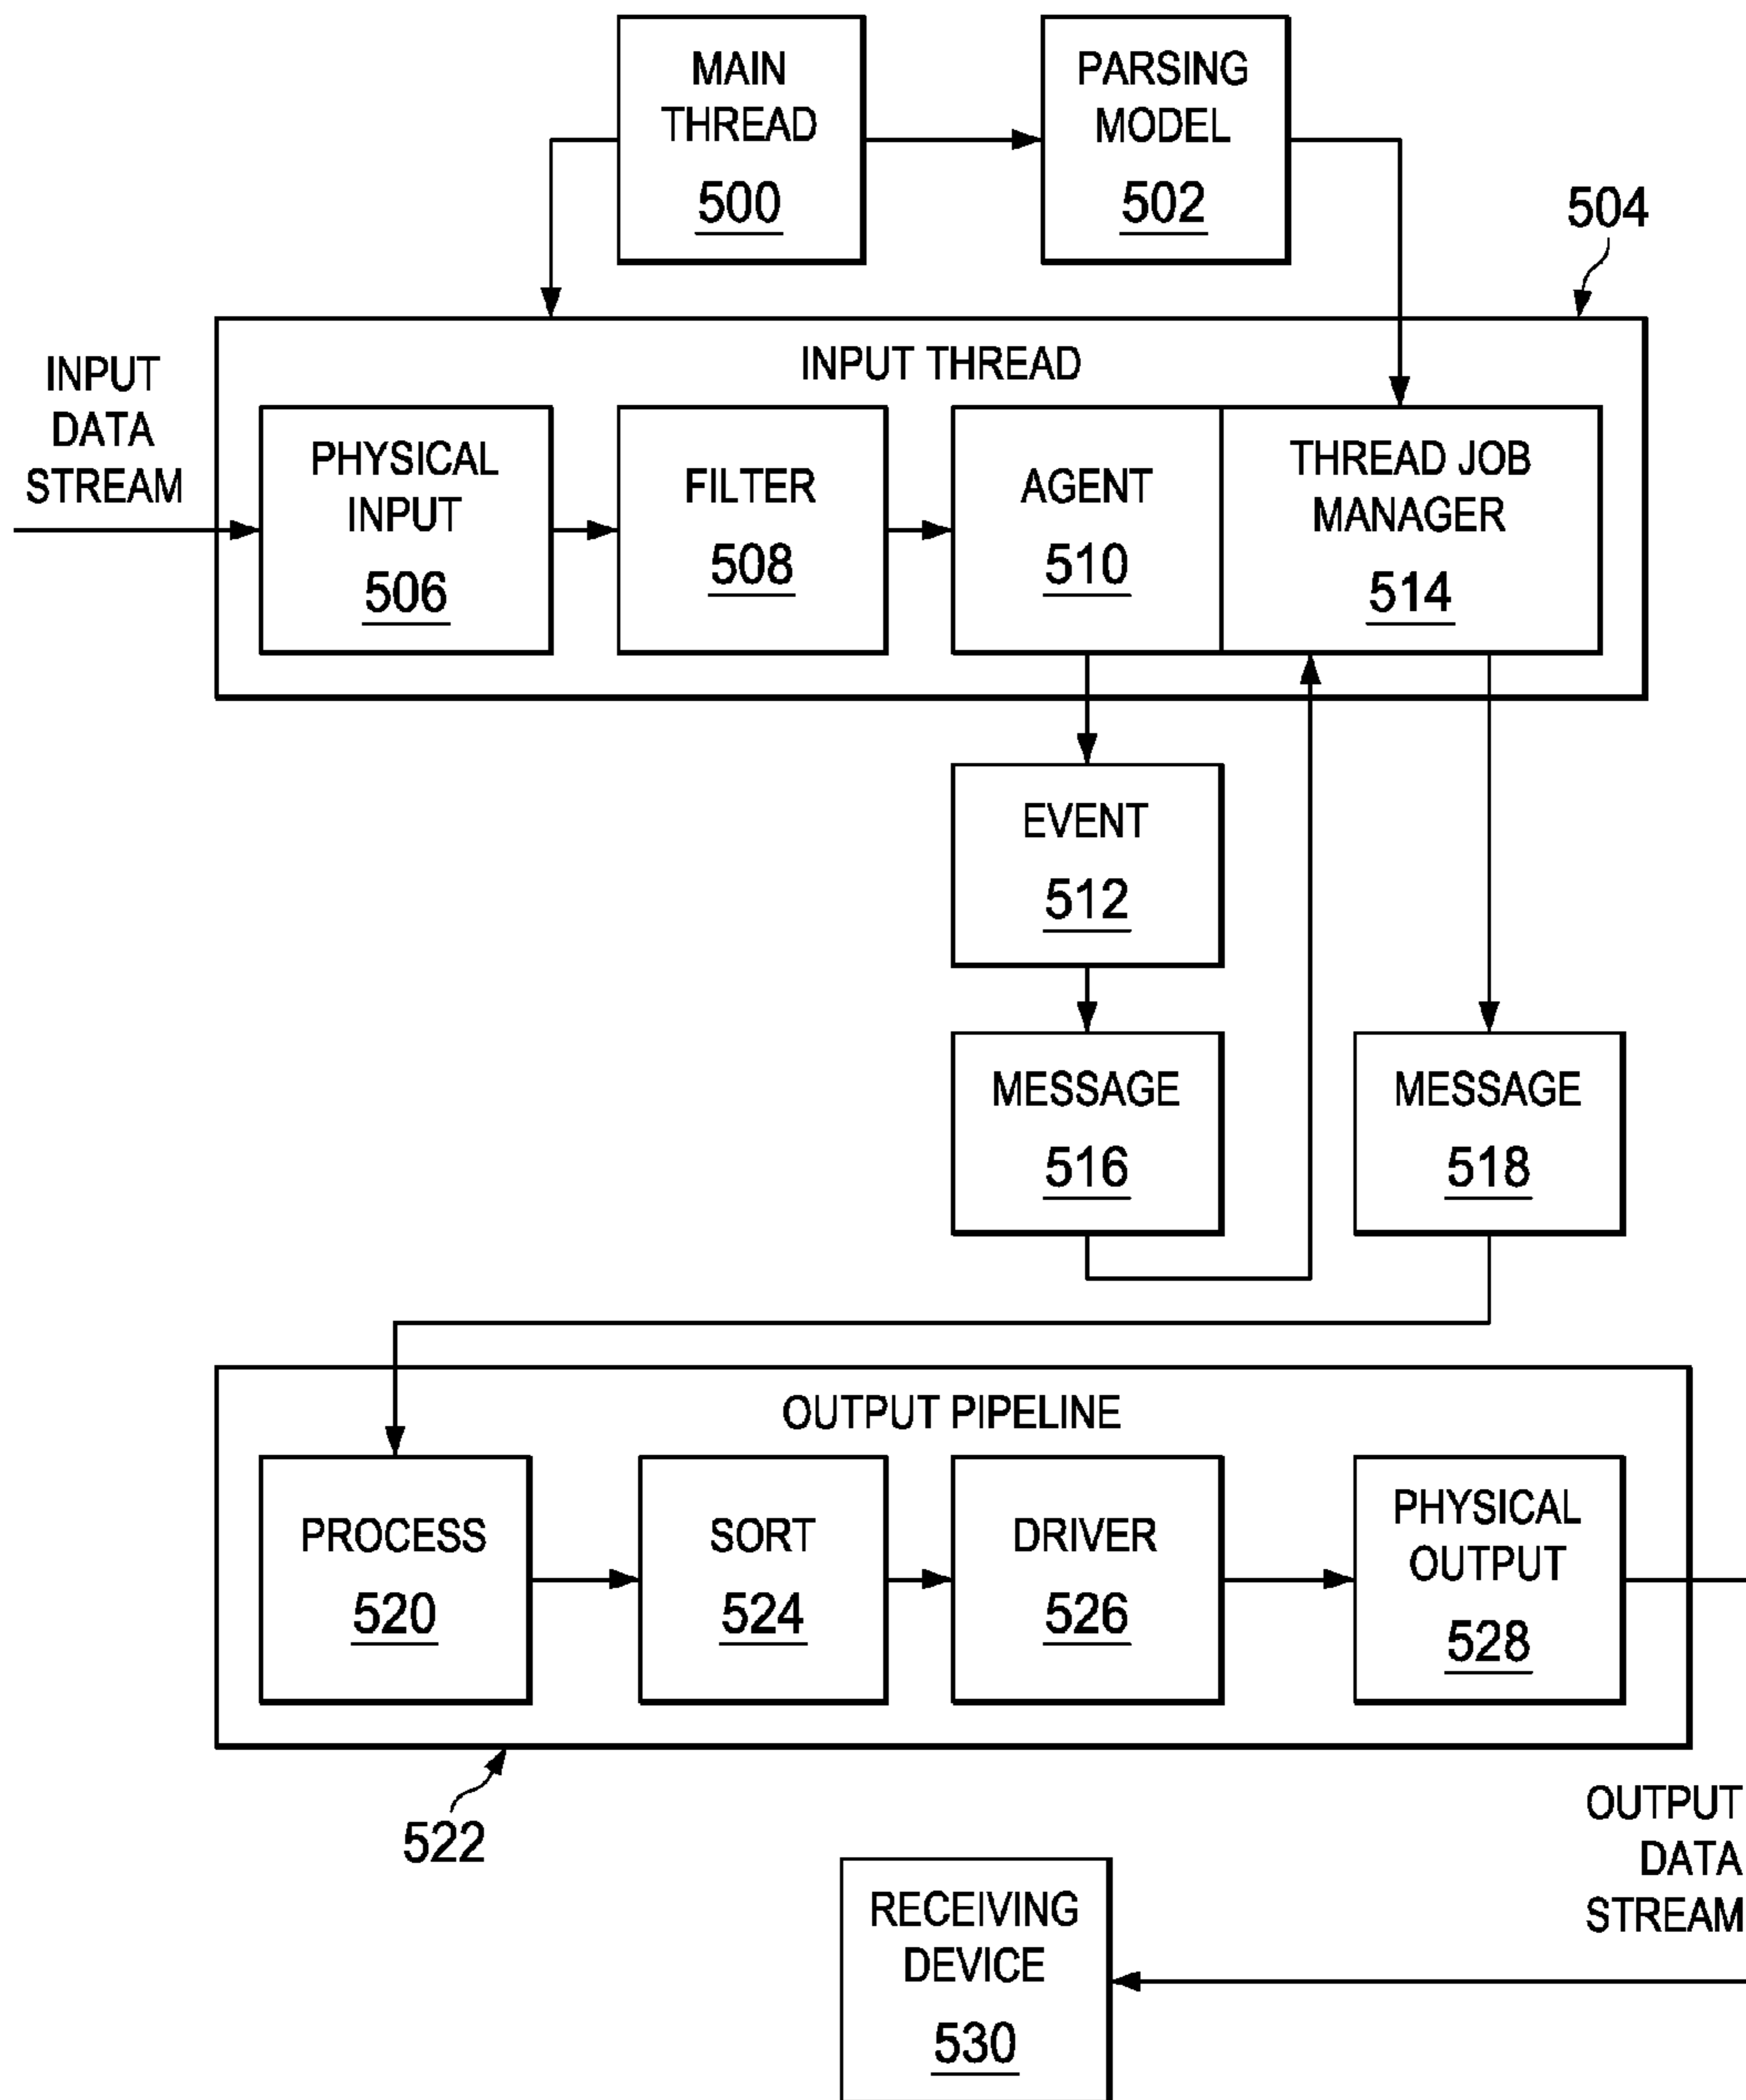 MAIN
THREAD
500
PARSING
MODEL
502
504
INPUT
DATA
STREAM
INPUT THREAD
PHYSICAL
INPUT
506
FILTER
508
AGENT
510
THREAD JOB
MANAGER
514
EVENT
512
MESSAGE
516
MESSAGE
518
OUTPUT PIPELINE
PROCESS
520
SORT
524
DRIVER
526
PHYSICAL
OUTPUT
528
522
OUTPUT
DATA
STREAM
RECEIVING
DEVICE
530